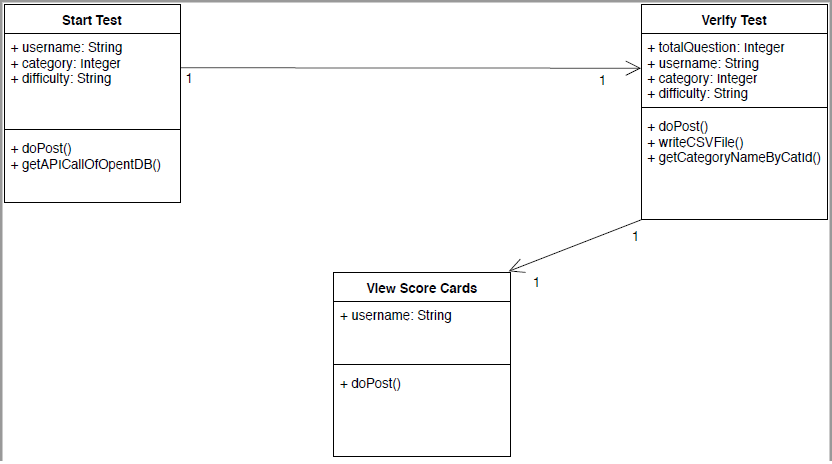 Start Test
+ username: String
+ category: Integer
+ difficulty: String
+ doPost()
+ getAPICallOfOpentDB()
1
1
Verify Test
+ totalQuestion: Integer
+ username: String
+ category: Integer
+ difficulty: String
+ doPost()
+ writeCSVFile()
+ getCategoryNameByCatId()
1
1
View Score Cards
+ username: String
+ doPost()